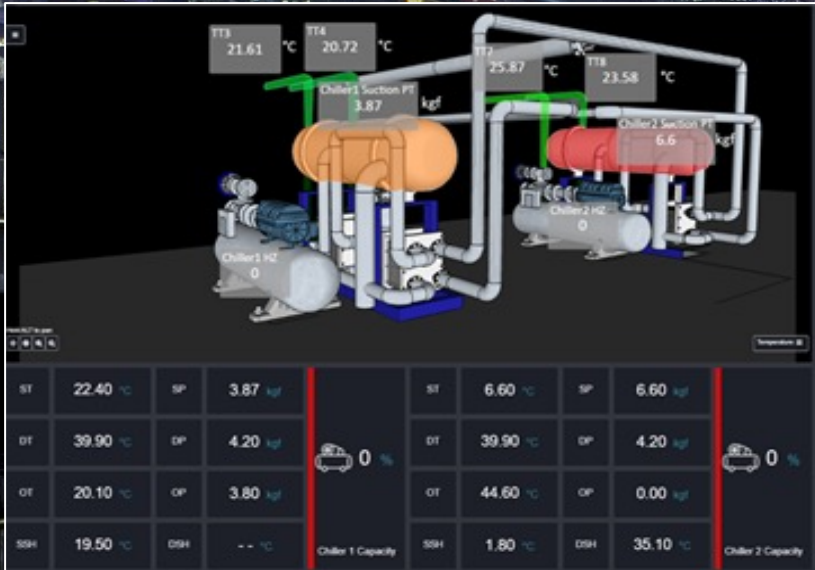 TT3
21.61 °C
TT4
20.72 °C
TT7
25.87 °C
TT8
23.58 °C
Chiller1 Suction PT
3.87 kgf
Chiller2 Suction PT
6.6 kgf
Chiller2 HZ
0
Chiller1 HZ
0
Temperature
ST 22.40 °C SP 3.87 kgf ST 6.60 °C SP 6.60 kgf
DT 39.90 °C DP 4.20 kgf 0 % DT 39.90 °C DP 4.20 kgf 0 %
OT 20.10 °C OP 3.80 kgf OT 44.60 °C OP 0.00 kgf
SSH 19.50 °C DSH -- °C Chiller 1 Capacity SSH 1.80 °C DSH 35.10 °C Chiller 2 Capacity